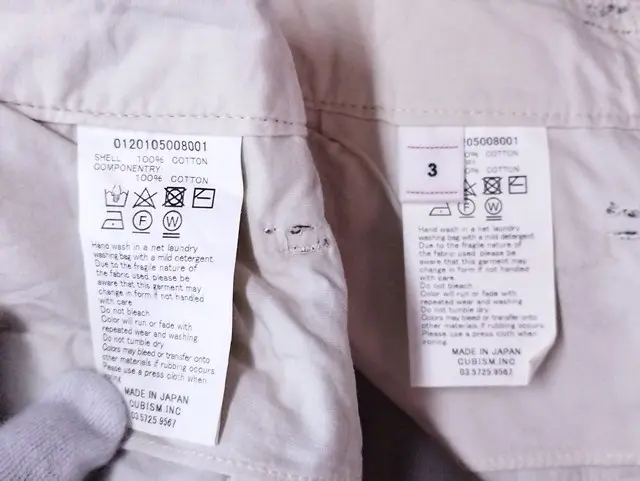 0120105008001
SHELL 100% COTTON
COMPONENTRY
100% COTTON
F W
Hand wash in a net laundry
washing bag with a mild detergent.
Due to the fragile nature of
the fabric used, please be
aware that this garment may
change in form if not handled
with care.
Do not bleach
Color will run or fade with
repeated wear and washing
Do not tumble dry.
Colors may bleed or transfer onto
other materials if rubbing occurs.
Please use a press cloth when
MADE IN JAPAN
CUBISM.INC
03.5725.9567
3
05008001
0% COTTON
COTTON
F W
Hand wash in a net laundry
washing bag with a mild detergent.
Due to the fragile nature of
the fabric used, please be
aware that this garment may
change in form if not handled
with care.
Do not bleach
Color will run or fade with
repeated wear and washing
Do not tumble dry.
Colors may bleed or transfer onto
other materials if rubbing occurs.
Please use a press cloth when
ironing.
MADE IN JAPAN
CUBISM.INC
03.5725.9567